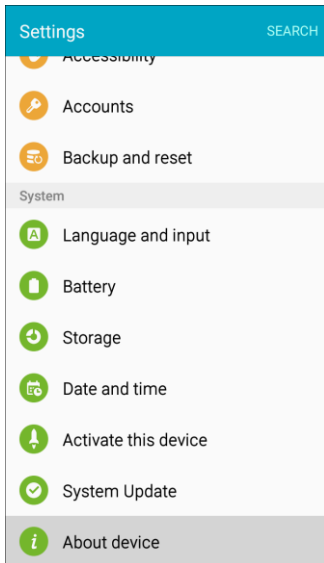 Settings
SEARCH
Accessibility
Accounts
Backup and reset
System
Language and input
Battery
Storage
Date and time
Activate this device
System Update
About device